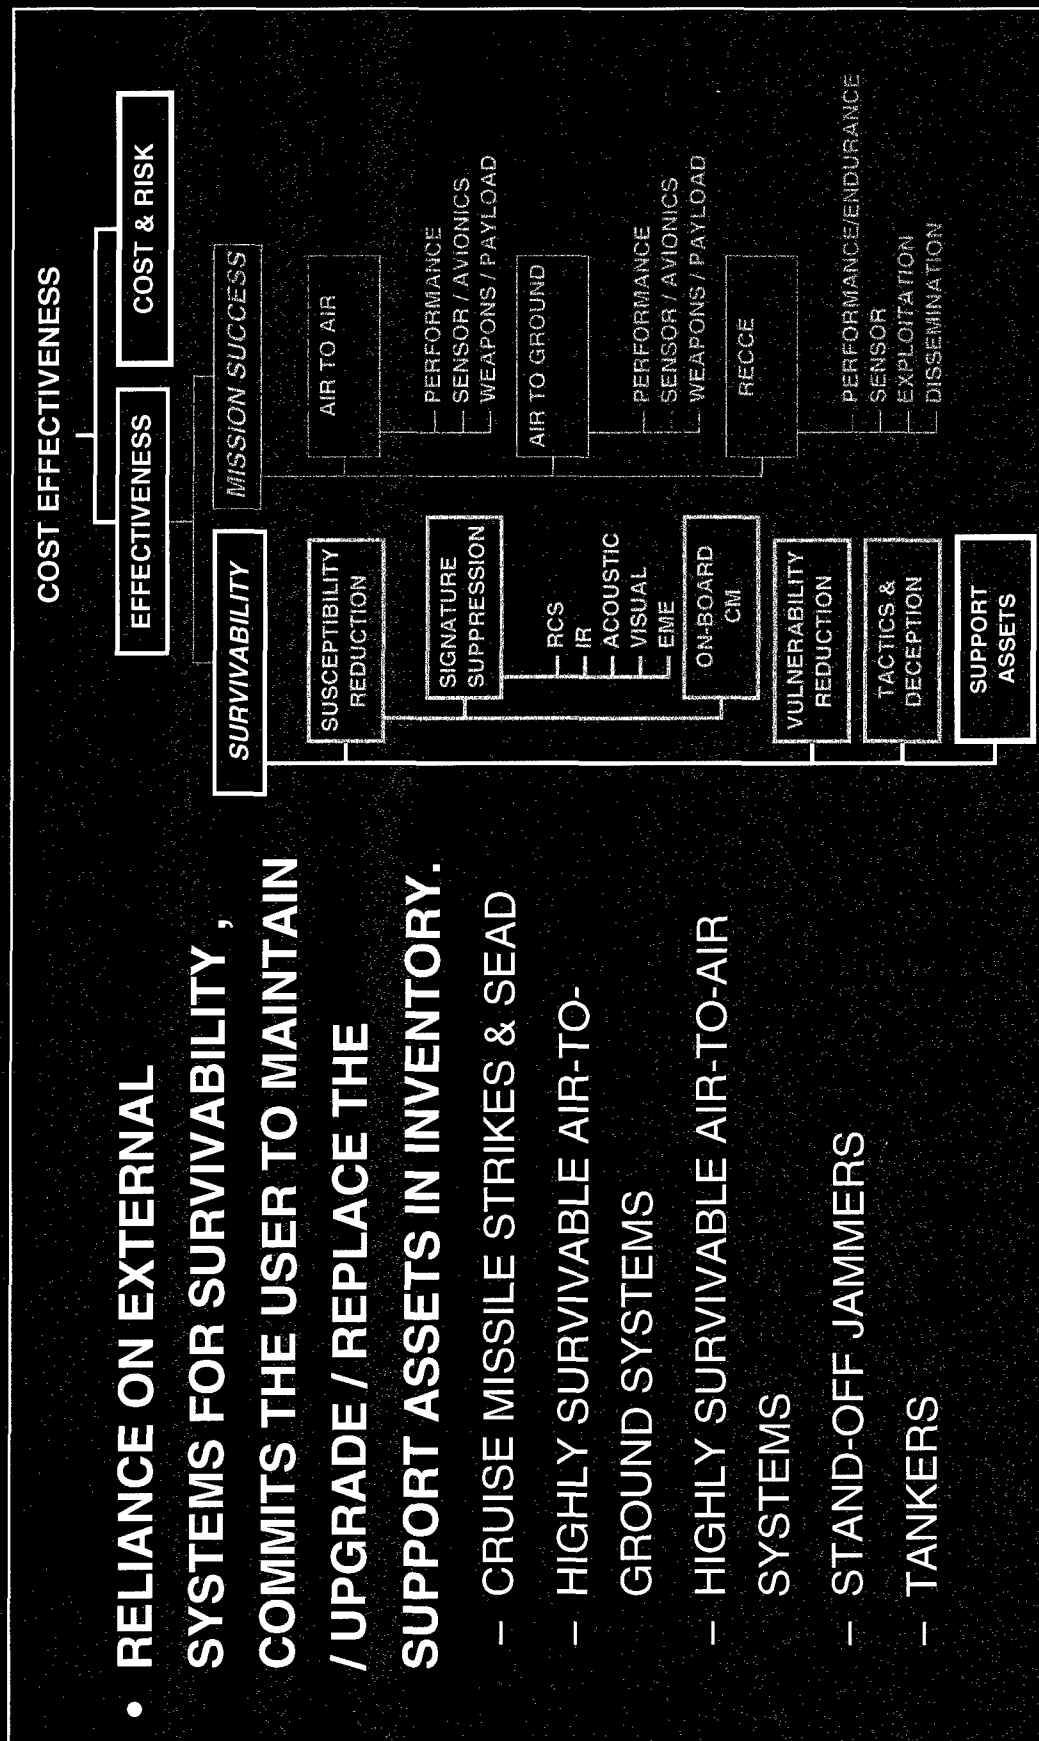 • RELIANCE ON EXTERNAL
SYSTEMS FOR SURVIVABILITY ,
COMMITS THE USER TO MAINTAIN
/ UPGRADE / REPLACE THE
SUPPORT ASSETS IN INVENTORY.
– CRUISE MISSILE STRIKES & SEAD
– HIGHLY SURVIVABLE AIR-TO-
GROUND SYSTEMS
– HIGHLY SURVIVABLE AIR-TO-AIR
SYSTEMS
– STAND-OFF JAMMERS
– TANKERS
COST EFFECTIVENESS
EFFECTIVENESS
COST & RISK
SURVIVABILITY
SUSCEPTIBILITY
REDUCTION
SIGNATURE
SUPPRESSION
RCS
IR
ACOUSTIC
VISUAL
EME
ON-BOARD
CM
VULNERABILITY
REDUCTION
TACTICS &
DECEPTION
SUPPORT
ASSETS
MISSION SUCCESS
AIR TO AIR
PERFORMANCE
SENSOR / AVIONICS
WEAPONS / PAYLOAD
AIR TO GROUND
PERFORMANCE
SENSOR / AVIONICS
WEAPONS / PAYLOAD
RECCE
PERFORMANCE/ENDURANCE
SENSOR
EXPLOITATION
DISSEMINATION